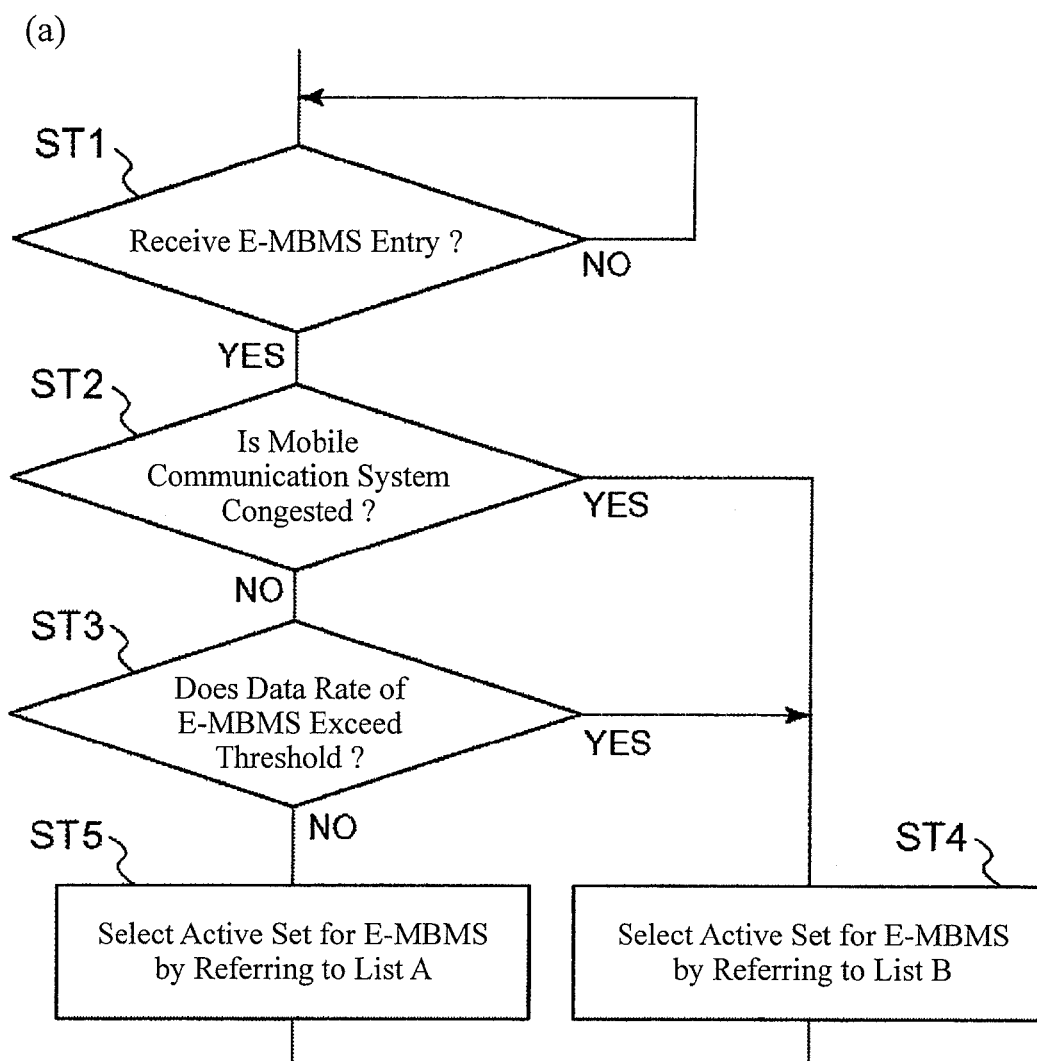 (a)
ST1
Receive E-MBMS Entry ?
NO
YES
ST2
Is Mobile
Communication System
Congested ?
YES
NO
ST3
Does Data Rate of
E-MBMS Exceed
Threshold ?
YES
NO
ST5
ST4
Select Active Set for E-MBMS
by Referring to List A
Select Active Set for E-MBMS
by Referring to List B